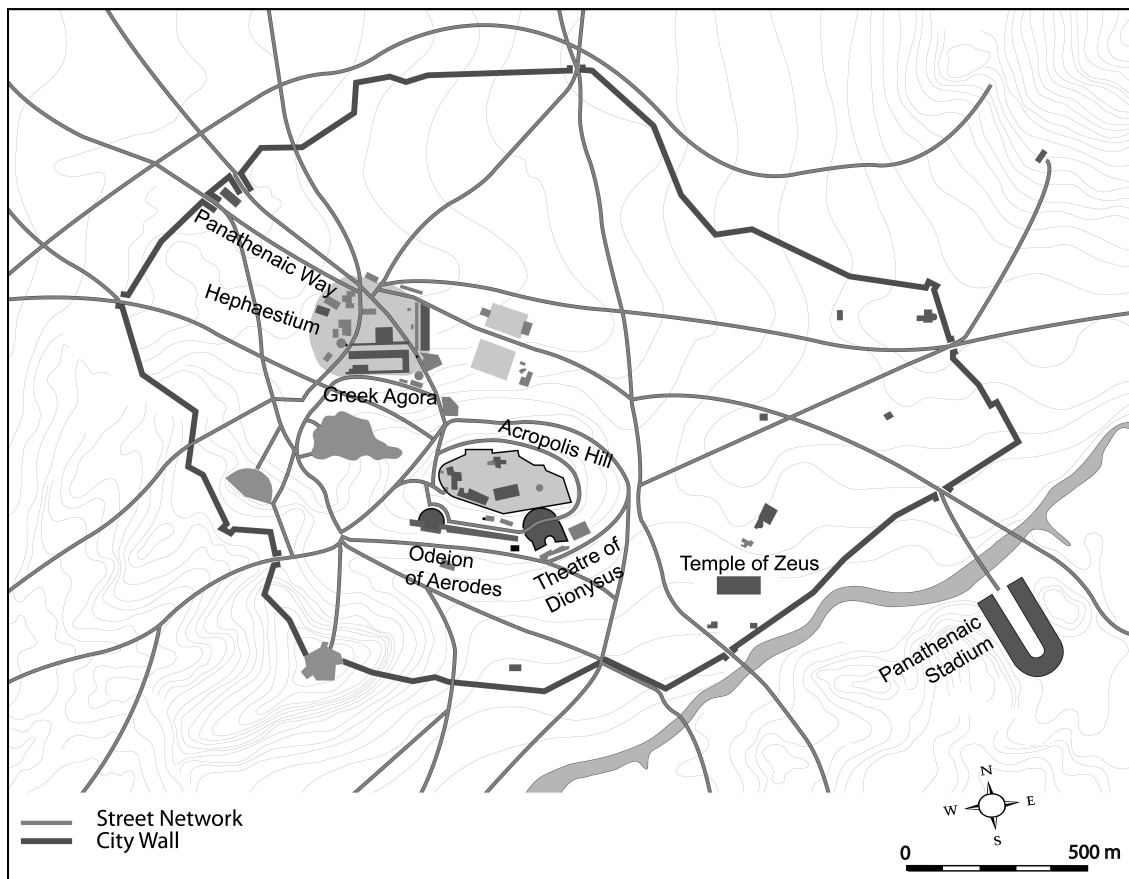 Panathenaic Way
Hephaestium
Greek Agora
Acropolis Hill
Odeion
of Aerodes
Theatre of
Dionysus
Temple of Zeus
Panathenaic
Stadium
N
W
E
S
Street Network
City Wall
0
500 m